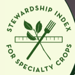 STEWARDSHIP INDEX
FOR SPECIALTY CROPS